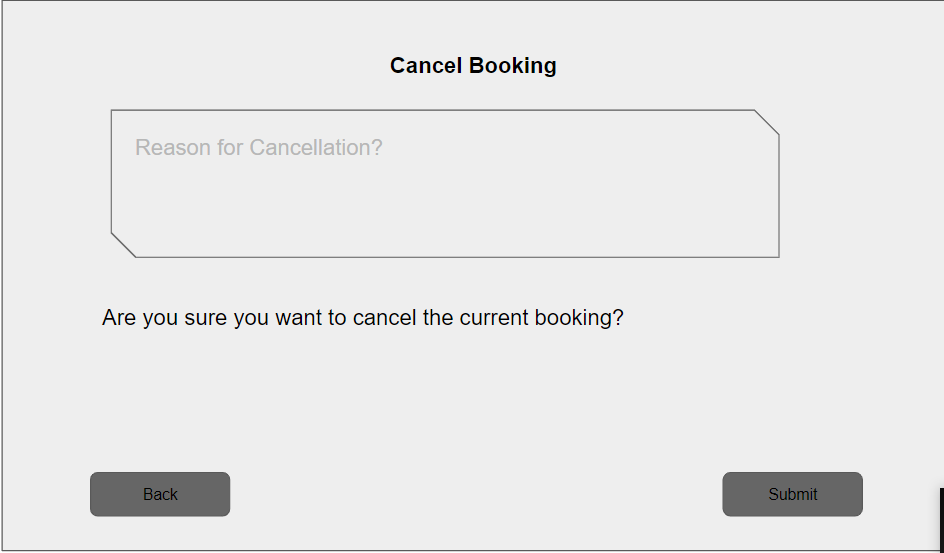 Cancel Booking
Reason for Cancellation?
Are you sure you want to cancel the current booking?
Back
Submit